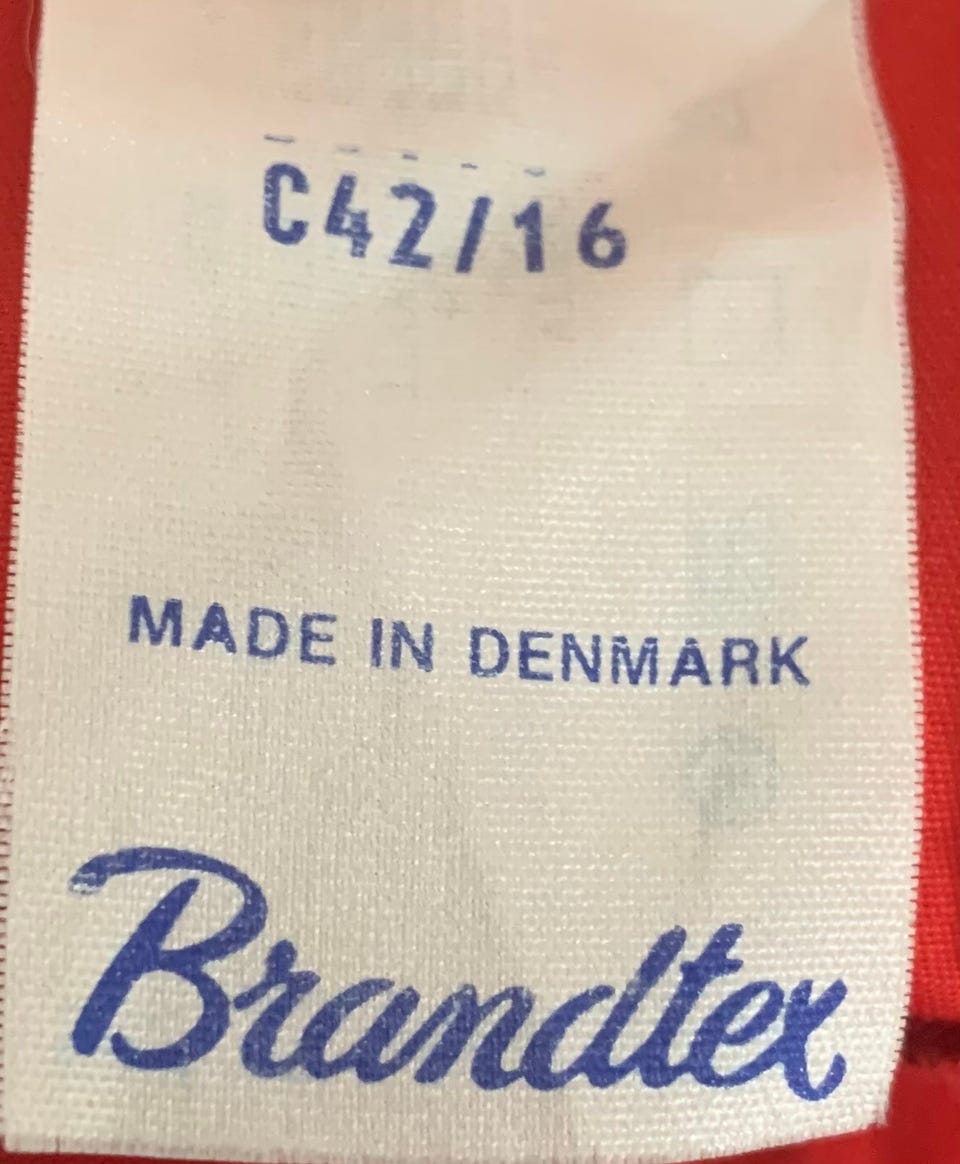 C42/16
MADE IN DENMARK
Brandtex